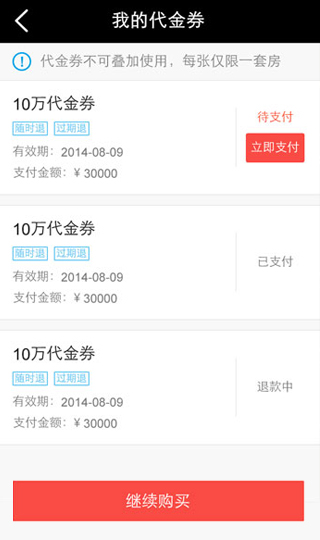 我的代金券
代金券不可叠加使用，每张仅限一套房
10万代金券
随时退 过期退
有效期： 2014-08-09
支付金额：￥30000
待支付
立即支付
10万代金券
随时退 过期退
有效期： 2014-08-09
支付金额：￥30000
已支付
10万代金券
随时退 过期退
有效期： 2014-08-09
支付金额：￥30000
退款中
继续购买